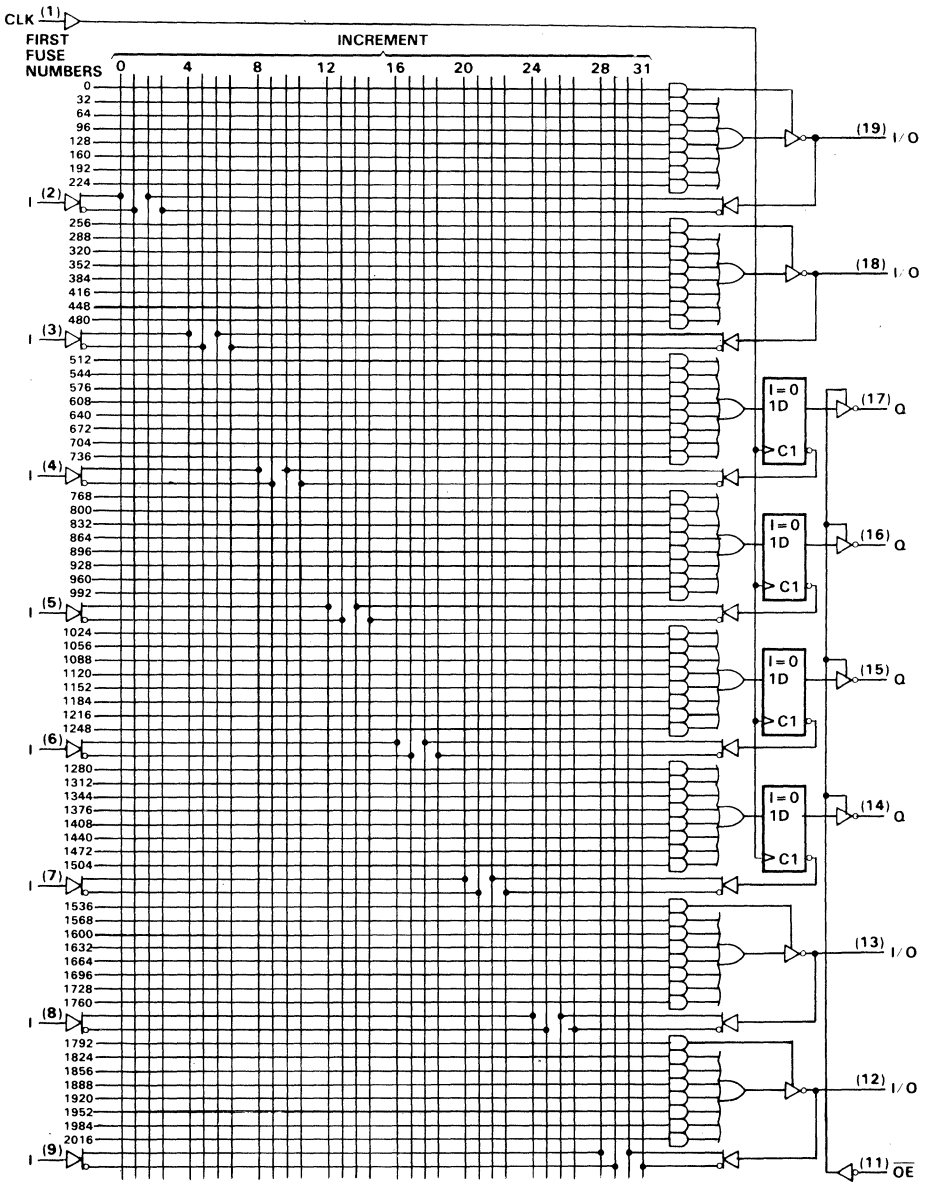 CLK (1)
FIRST FUSE NUMBERS
INCREMENT
0 4 8 12 16 20 24 28 31
0
32
64
96
128
160
192
224
(19) I/O
I (2)
256
288
320
352
384
416
448
480
(18) I/O
I (3)
512
544
576
608
640
672
704
736
I=0
1D
C1
(17) Q
I (4)
768
800
832
864
896
928
960
992
I=0
1D
C1
(16) Q
I (5)
1024
1056
1088
1120
1152
1184
1216
1248
I=0
1D
C1
(15) Q
I (6)
1280
1312
1344
1376
1408
1440
1472
1504
I=0
1D
C1
(14) Q
I (7)
1536
1568
1600
1632
1664
1696
1728
1760
(13) I/O
I (8)
1792
1824
1856
1888
1920
1952
1984
2016
(12) I/O
I (9)
(11) O̅E̅